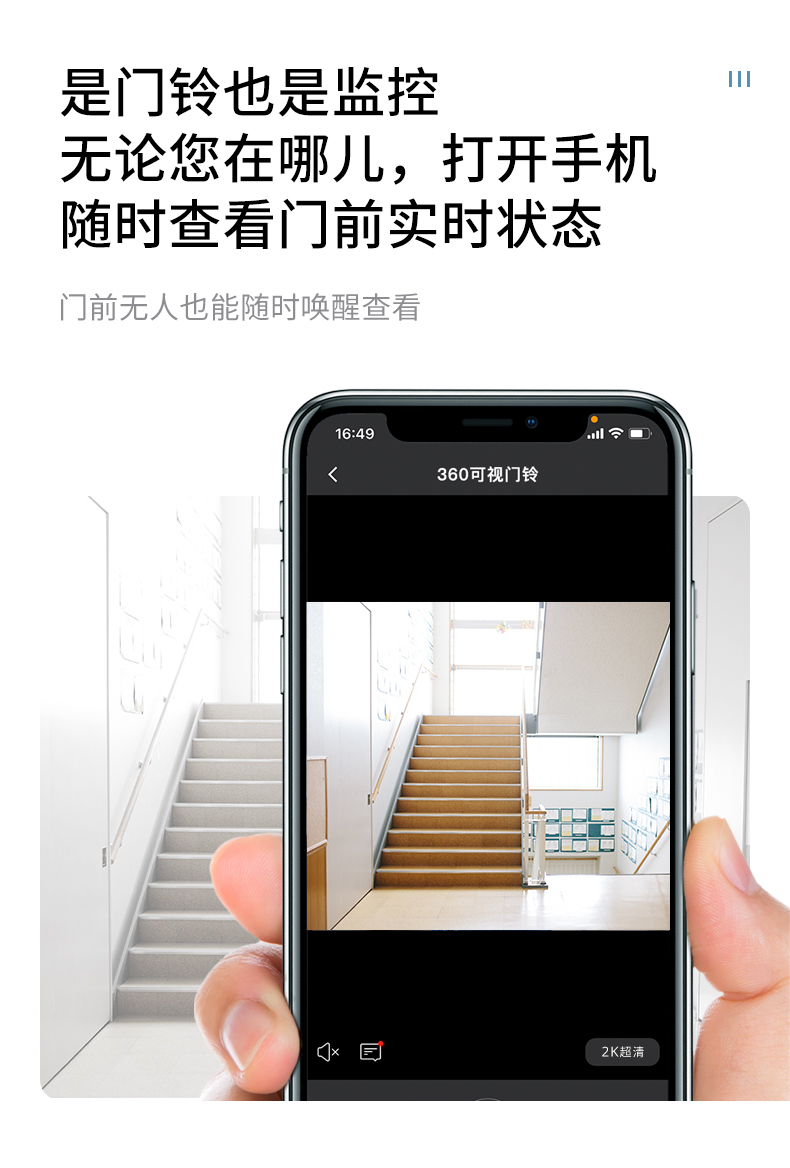 是门铃也是监控
无论您在哪儿，打开手机
随时查看门前实时状态
门前无人也能随时唤醒查看
16:49
360可视门铃
2K超清